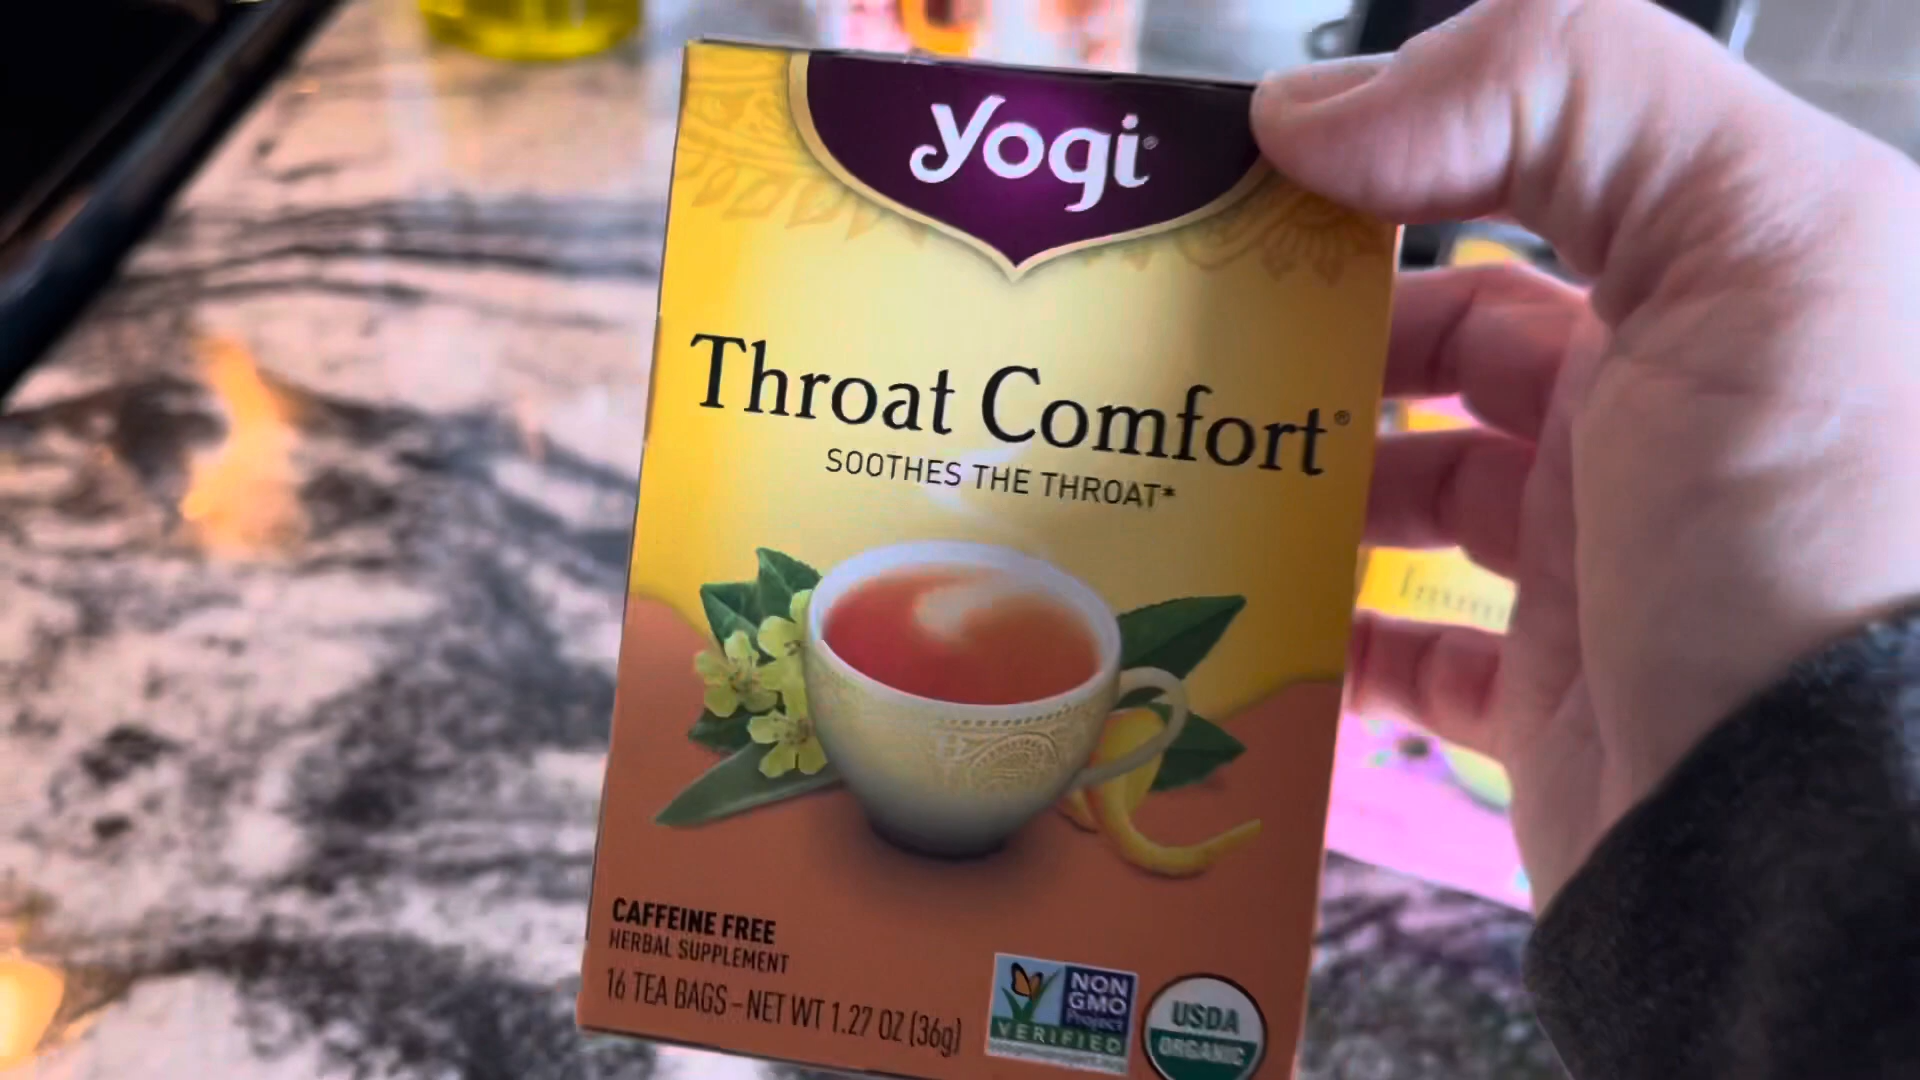 yogi®
Throat Comfort®
SOOTHES THE THROAT*
CAFFEINE FREE
HERBAL SUPPLEMENT
16 TEA BAGS – NET WT 1.27 OZ (36g)
NON
GMO
Project
VERIFIED
USDA
ORGANIC